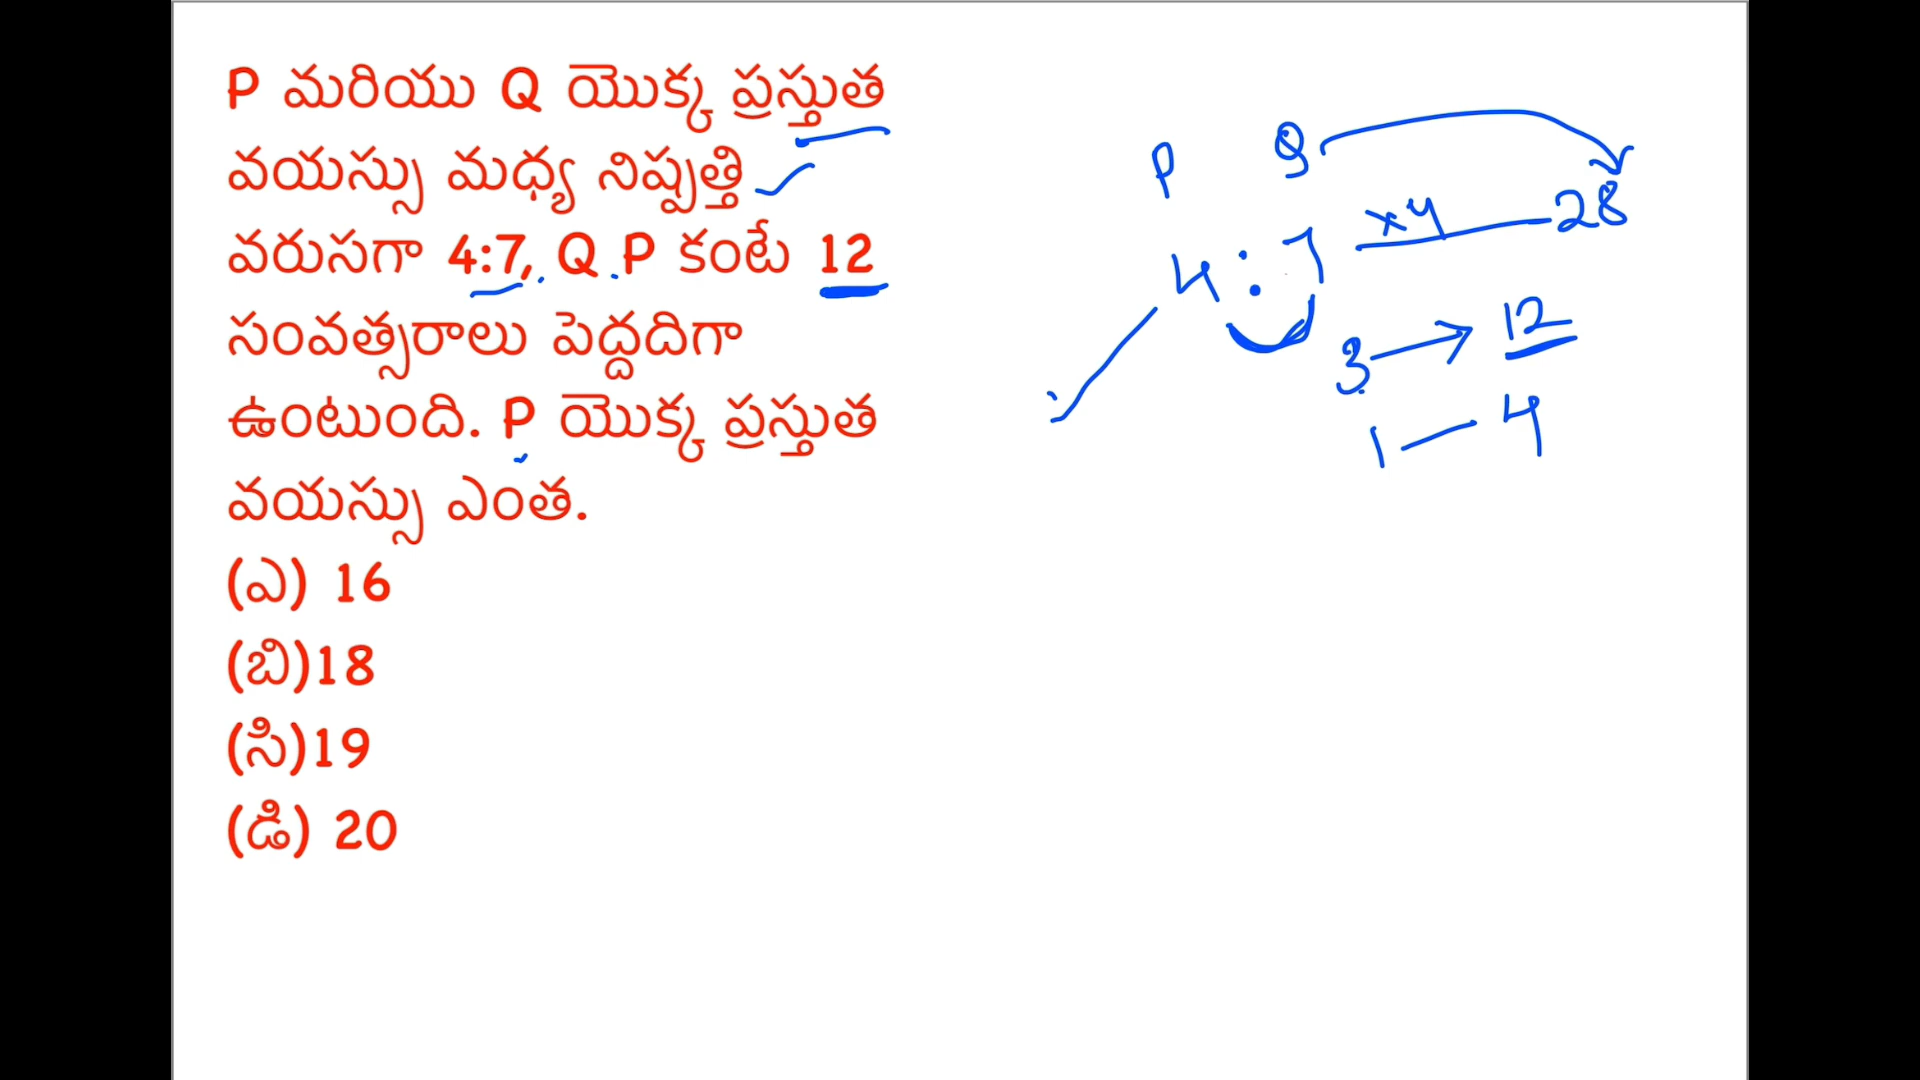 P మరియు Q యొక్క ప్రస్తుత
వయస్సు మధ్య నిష్పత్తి
వరుసగా 4:7, Q P కంటే 12
సంవత్సరాలు పెద్దదిగా
ఉంటుంది. P యొక్క ప్రస్తుత
వయస్సు ఎంత.
(ఎ) 16
(బి)18
(సి)19
(డి) 20
P Q
4 : 7 ×4 28
3 → 12
1 — 4